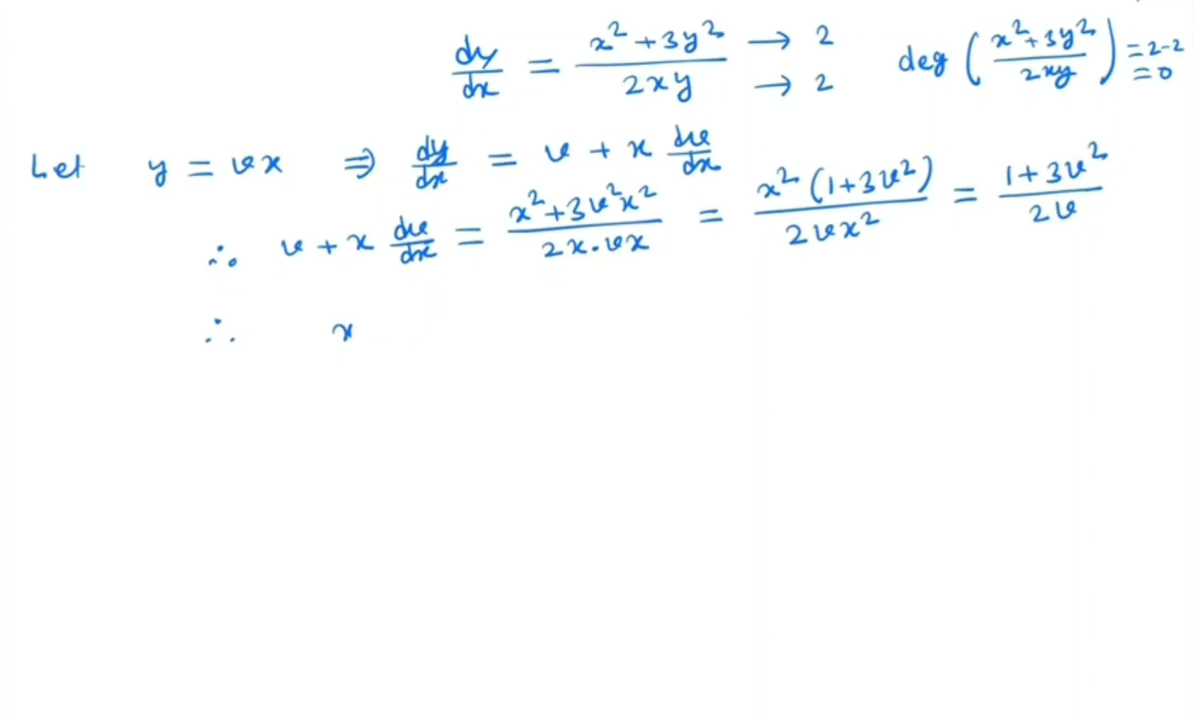 dy/dx = (x² + 3y²)/(2xy) → 2 → 2 deg((x² + 3y²)/(2xy)) = 2-2 = 0
Let y = vx ⇒ dy/dx = v + x dv/dx
∴ v + x dv/dx = (x² + 3v²x²)/(2x·vx) = x²(1+3v²)/(2vx²) = (1+3v²)/(2v)
∴ x